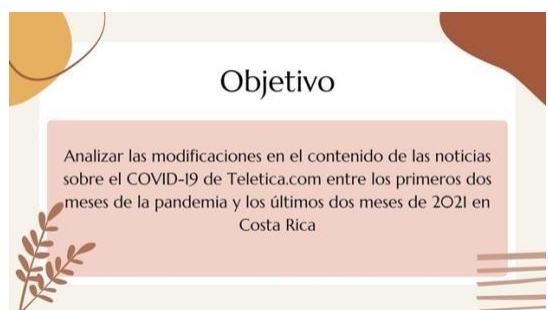 Objetivo
Analizar las modificaciones en el contenido de las noticias
sobre el COVID-19 de Teletica.com entre los primeros dos
meses de la pandemia y los últimos dos meses de 2021 en
Costa Rica